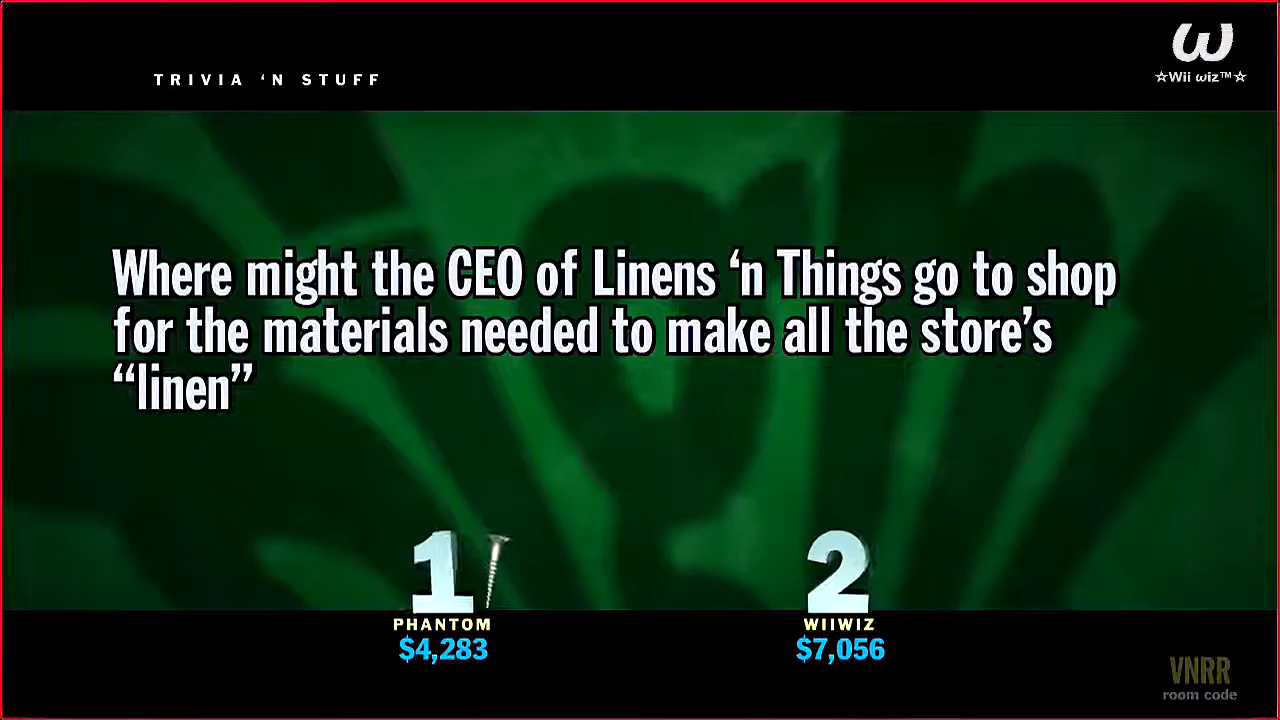 TRIVIA ‘N STUFF
ω
☆Wii ωiz™☆
Where might the CEO of Linens ‘n Things go to shop
for the materials needed to make all the store’s
“linen”
1
2
PHANTOM
WIIWIZ
$4,283
$7,056
VNRR
room code